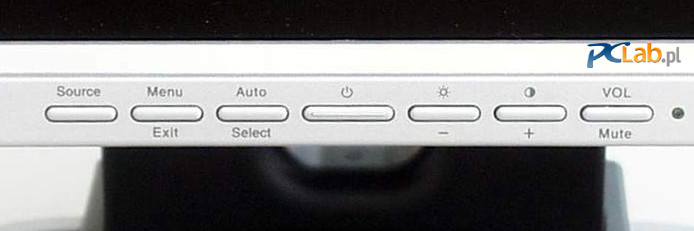 PCLab.pl
Source Menu Auto VOL
Exit Select − + Mute